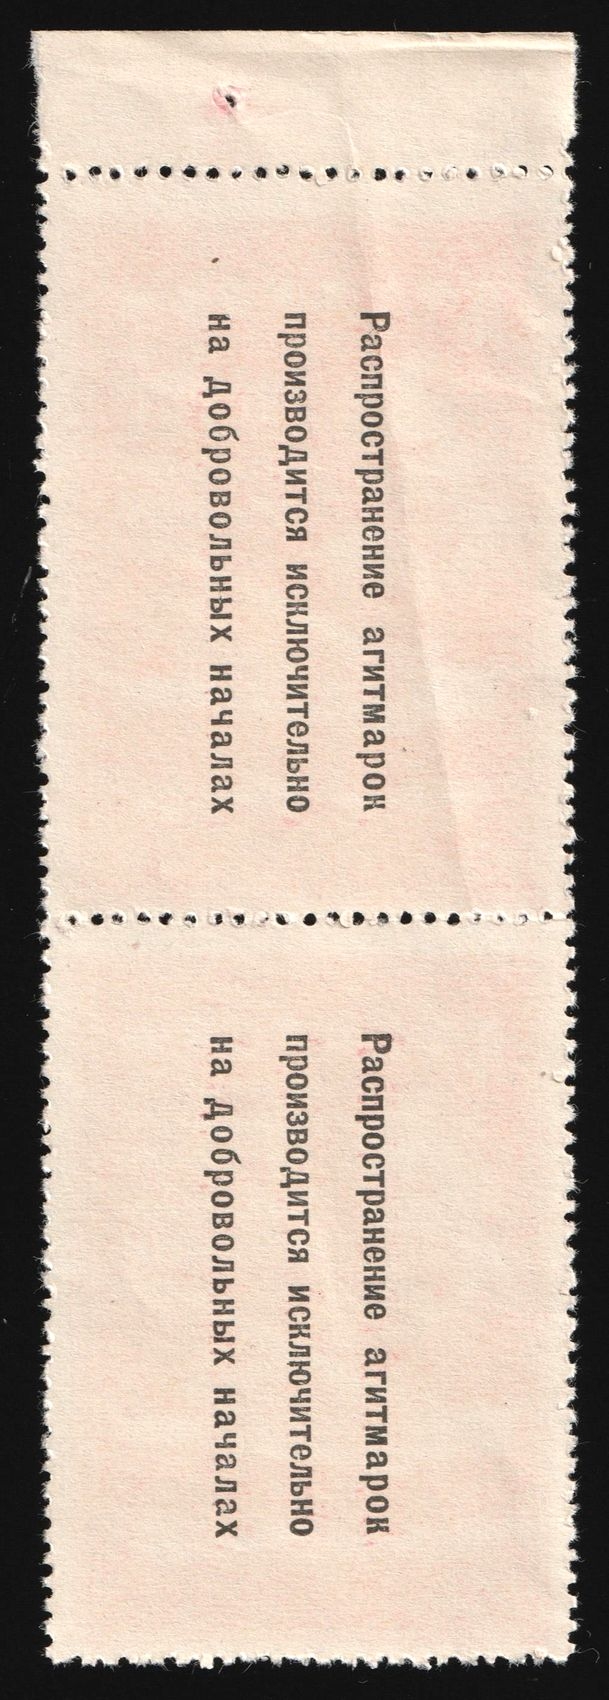 Распространение агитмарок
производится исключительно
на добровольных началах
Распространение агитмарок
производится исключительно
на добровольных началах